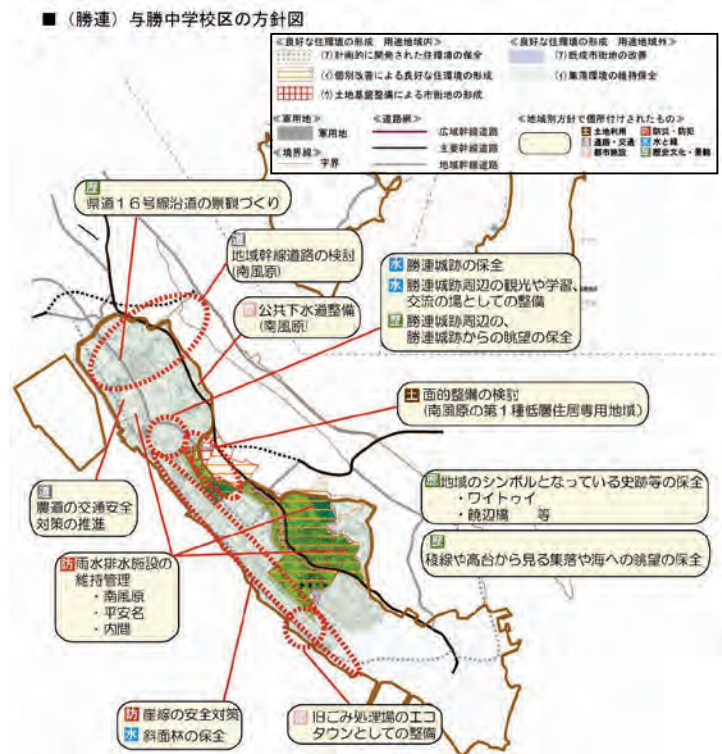 ■ （勝連）与勝中学校区の方針図
≪良好な住環境の形成　用途地域内≫
(ｱ)計画的に開発された住環境の保全
(ｲ)個別改善による良好な住環境の形成
(ｳ)土地基盤整備による市街地の形成
≪良好な住環境の形成　用途地域外≫
(ｱ)既成市街地の改善
(ｲ)集落環境の維持保全
≪軍用地≫
軍用地
≪境界線≫
字界
≪道路網≫
広域幹線道路
主要幹線道路
地域幹線道路
≪地域別方針で個所付けされたもの≫
土 土地利用
道 道路・交通
都市施設
防 防災・防犯
水 水と緑
歴 歴史文化・景観
歴
県道１６号線沿道の景観づくり
道
地域幹線道路の検討
(南風原)
公共下水道整備
(南風原)
水 勝連城跡の保全
水 勝連城跡周辺の観光や学習、
交流の場としての整備
歴 勝連城跡周辺の、
勝連城跡からの眺望の保全
土 面的整備の検討
(南風原の第１種低層住居専用地域)
道
農道の交通安全
対策の推進
歴 地域のシンボルとなっている史跡等の保全
・ワイトゥイ
・饒辺橋　等
歴
稜線や高台から見る集落や海への眺望の保全
防 雨水排水施設の
維持管理
・南風原
・平安名
・内間
防 崖線の安全対策
水 斜面林の保全
旧ごみ処理場のエコ
タウンとしての整備